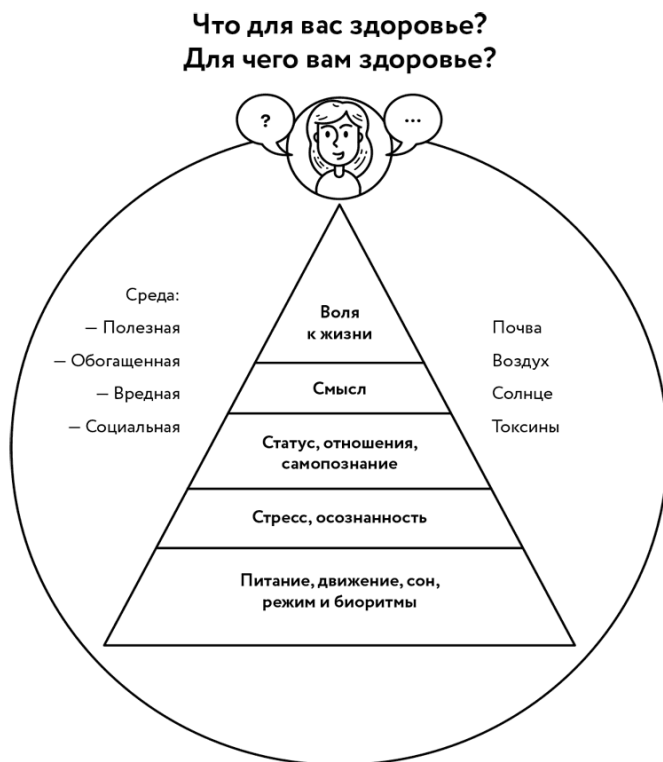 Что для вас здоровье?
Для чего вам здоровье?
?
...
Среда:
— Полезная
— Обогащенная
— Вредная
— Социальная
Воля
к жизни
Смысл
Статус, отношения,
самопознание
Стресс, осознанность
Питание, движение, сон,
режим и биоритмы
Почва
Воздух
Солнце
Токсины